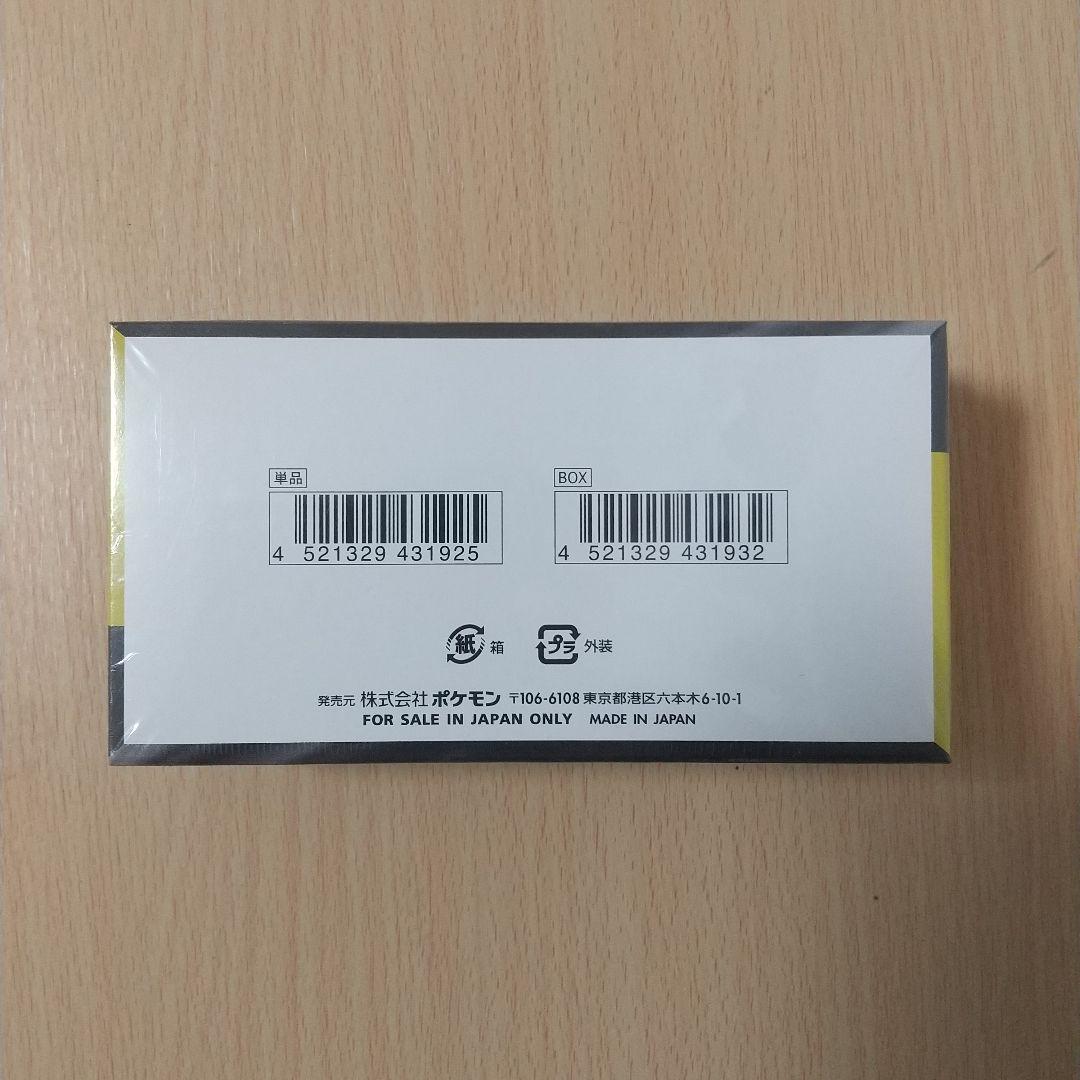 単品
BOX
4 521329 431925
4 521329 431932
紙 箱
プラ 外装
発売元 株式会社 ポケモン 〒106-6108 東京都港区六本木6-10-1
FOR SALE IN JAPAN ONLY MADE IN JAPAN